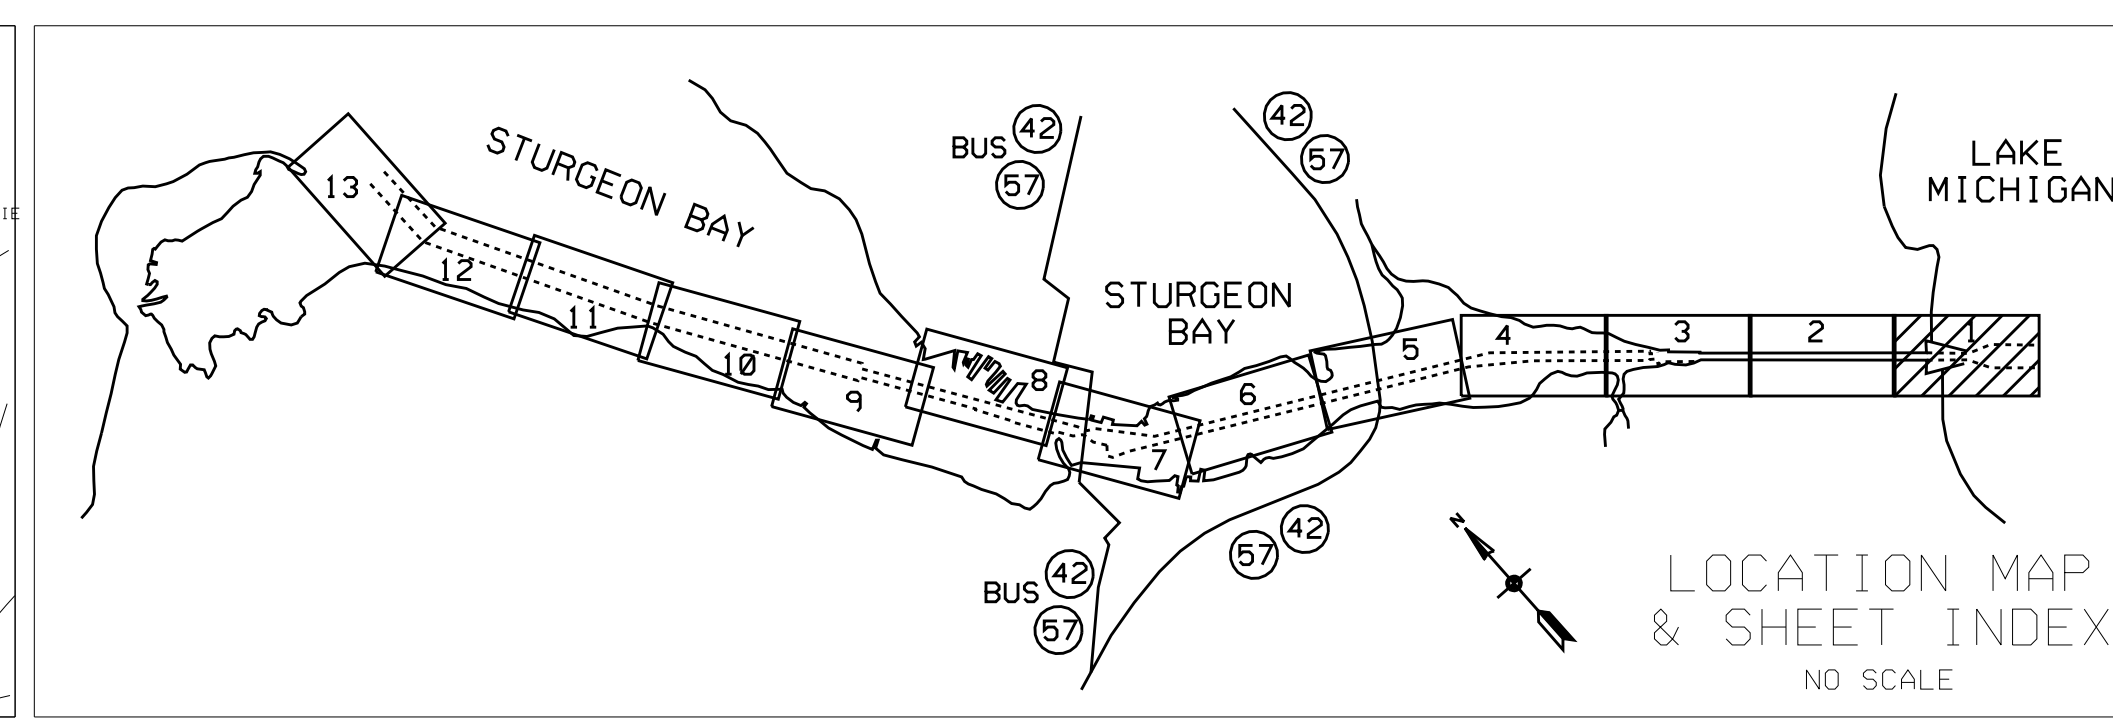 STURGEON BAY
BUS 42
57
42
57
LAKE
MICHIGAN
IE
STURGEON
BAY
13
12
11
10
9
8
7
6
5
4
3
2
1
BUS 42
57
57 42
N
LOCATION MAP
& SHEET INDEX
NO SCALE